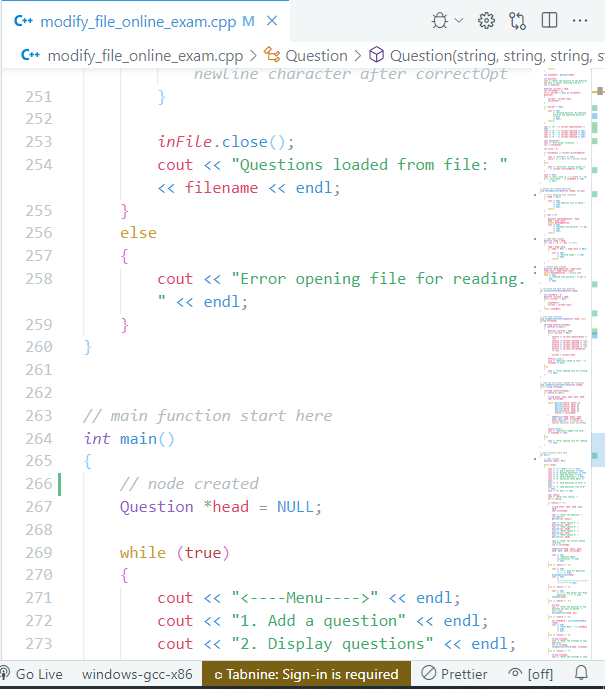 C++ modify_file_online_exam.cpp M ×
C++ modify_file_online_exam.cpp > Question > Question(string, string, string, s
newline character after correctOpt
251 }
252
253 inFile.close();
254 cout << "Questions loaded from file: "
<< filename << endl;
255 }
256 else
257 {
258 cout << "Error opening file for reading.
" << endl;
259 }
260 }
261
262
263 // main function start here
264 int main()
265 {
266 // node created
267 Question *head = NULL;
268
269 while (true)
270 {
271 cout << "<----Menu---->" << endl;
272 cout << "1. Add a question" << endl;
273 cout << "2. Display questions" << endl;
Go Live windows-gcc-x86 Tabnine: Sign-in is required Prettier [off]